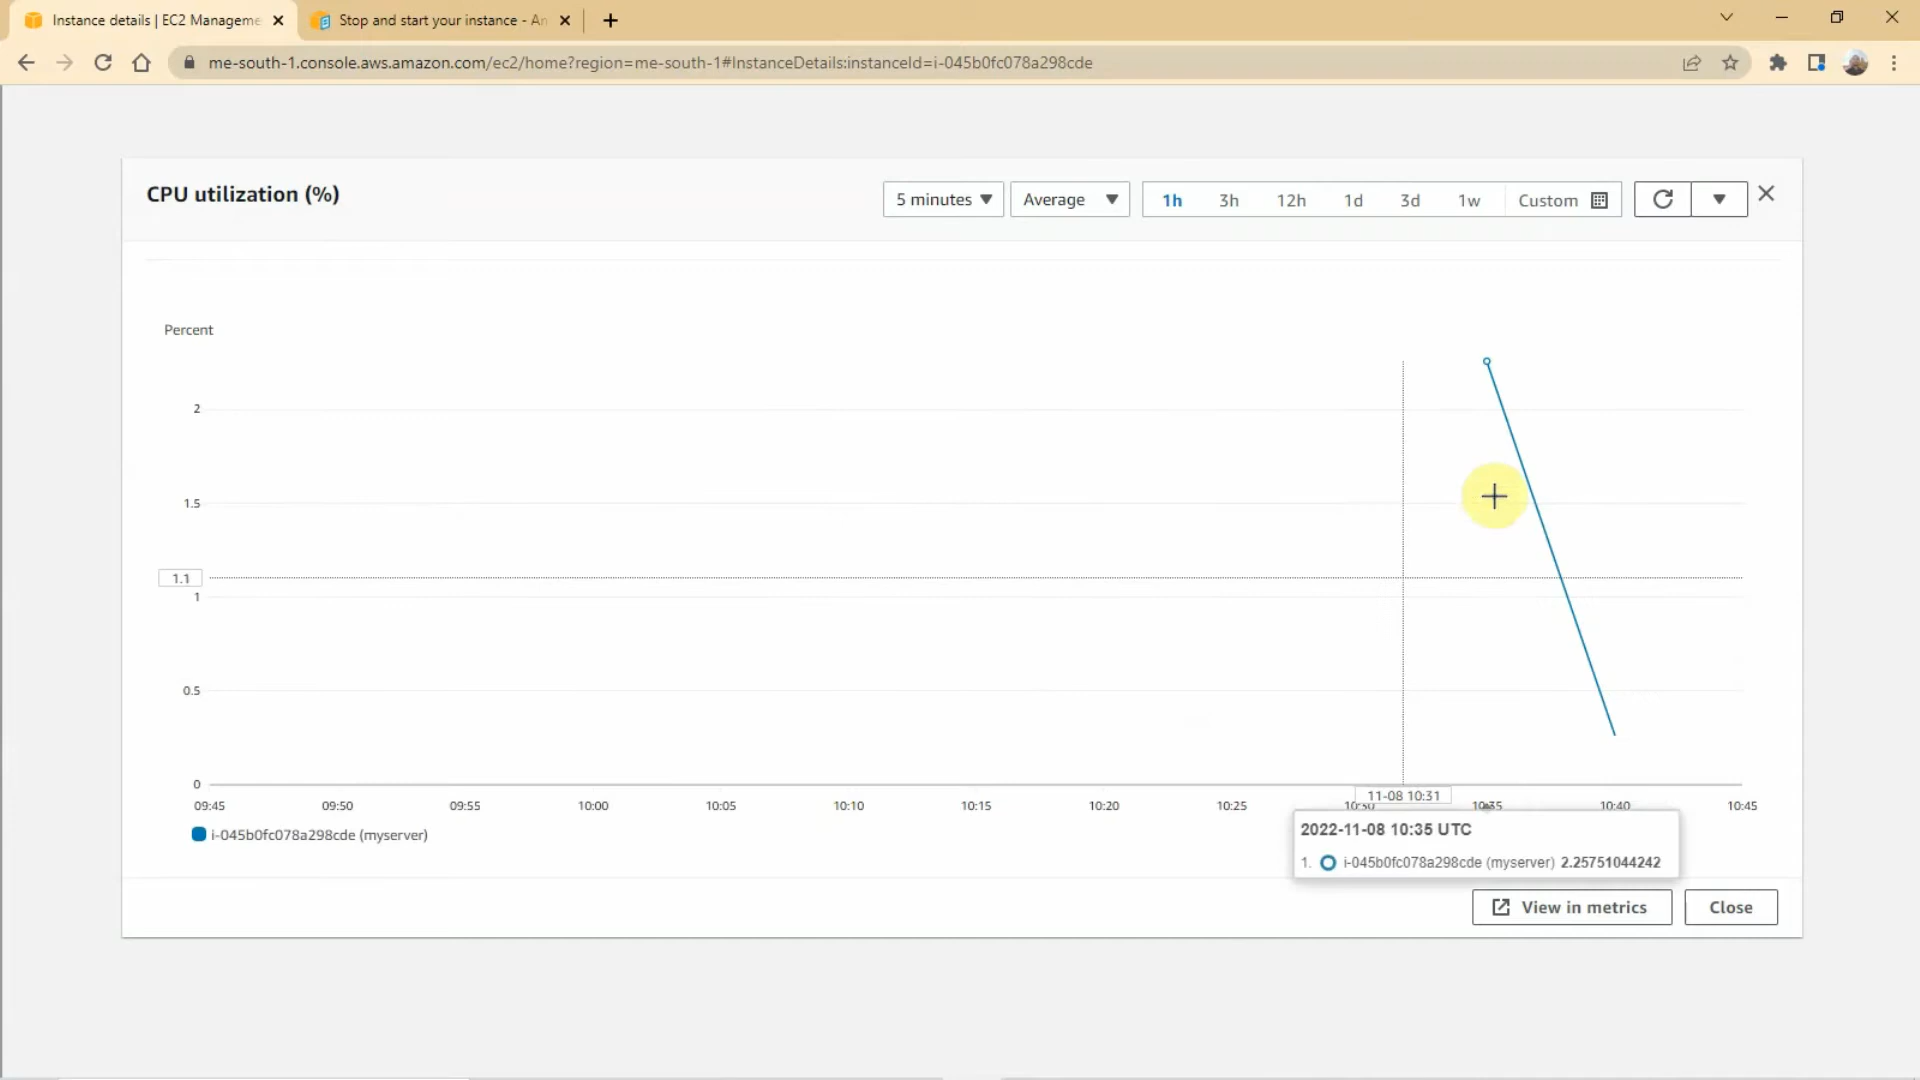 Instance details | EC2 Manageme
Stop and start your instance - An
me-south-1.console.aws.amazon.com/ec2/home?region=me-south-1#InstanceDetails:instanceId=i-045b0fc078a298cde
CPU utilization (%)
5 minutes
Average
1h
3h
12h
1d
3d
1w
Custom
Percent
2
1.5
1.1
1
0.5
0
09:45
09:50
09:55
10:00
10:05
10:10
10:15
10:20
10:25
10:30
11-08 10:31
10:35
10:40
10:45
i-045b0fc078a298cde (myserver)
2022-11-08 10:35 UTC
1. i-045b0fc078a298cde (myserver) 2.25751044242
View in metrics
Close